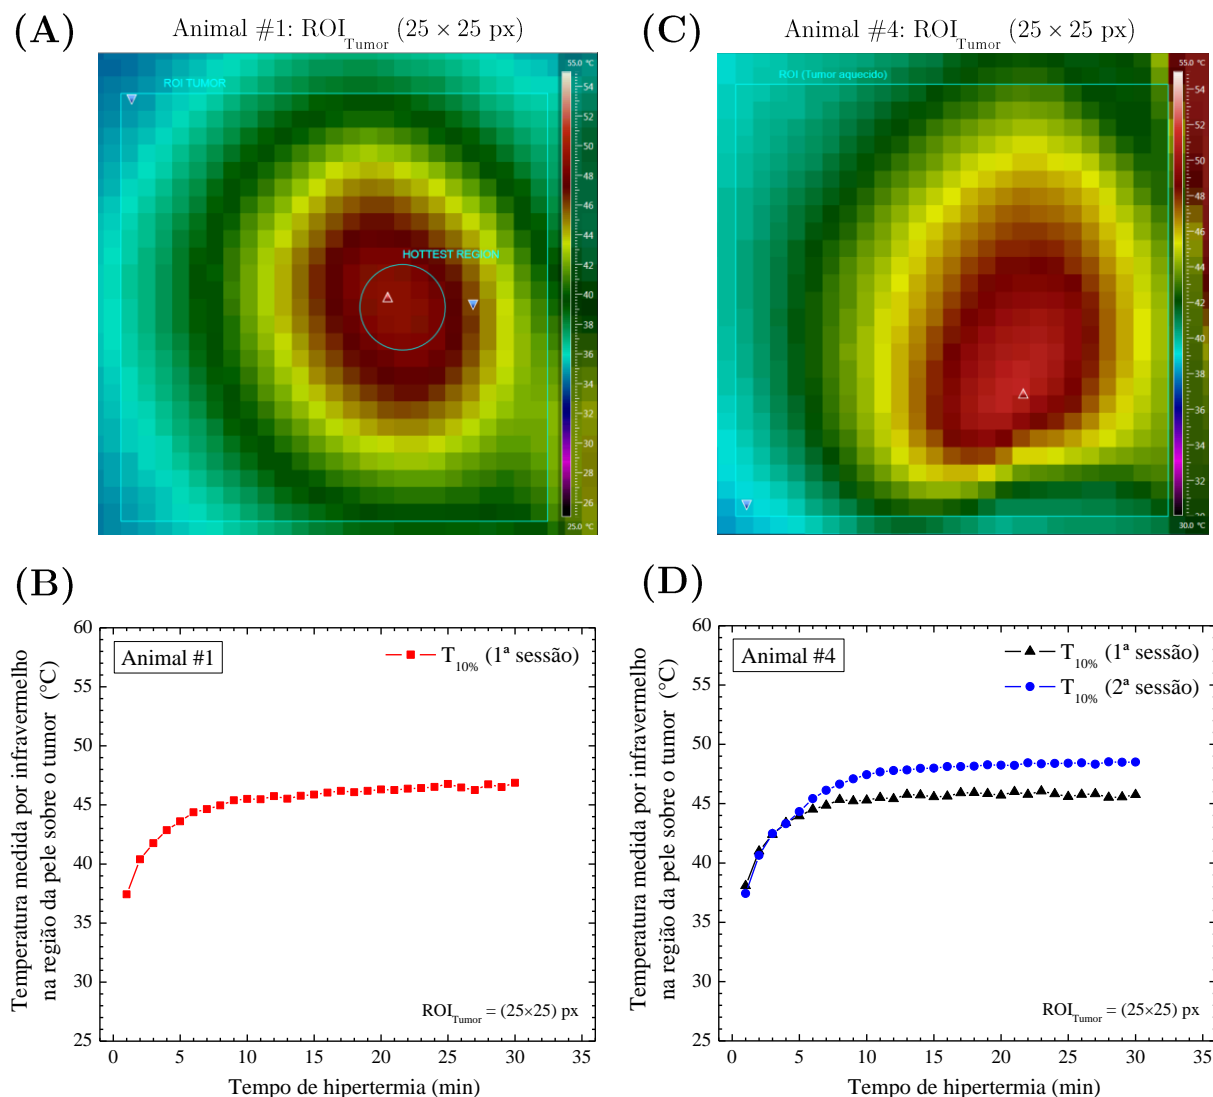 (A)
Animal #1: ROI_Tumor (25 × 25 px)
ROI TUMOR
HOTTEST REGION
55.0 °C
54
52
50
48
46
44
42
40
38
36
34
32
30
28
26
25.0 °C
(C)
Animal #4: ROI_Tumor (25 × 25 px)
ROI (Tumor aquecido)
55.0 °C
54
52
50
48
46
44
42
40
38
36
34
32
30.0 °C
(B)
Temperatura medida por infravermelho
na região da pele sobre o tumor (°C)
60
55
50
45
40
35
30
25
Animal #1
T10% (1ª sessão)
ROI_Tumor = (25×25) px
0 5 10 15 20 25 30 35
Tempo de hipertermia (min)
(D)
Temperatura medida por infravermelho
na região da pele sobre o tumor (°C)
60
55
50
45
40
35
30
25
Animal #4
T10% (1ª sessão)
T10% (2ª sessão)
ROI_Tumor = (25×25) px
0 5 10 15 20 25 30 35
Tempo de hipertermia (min)